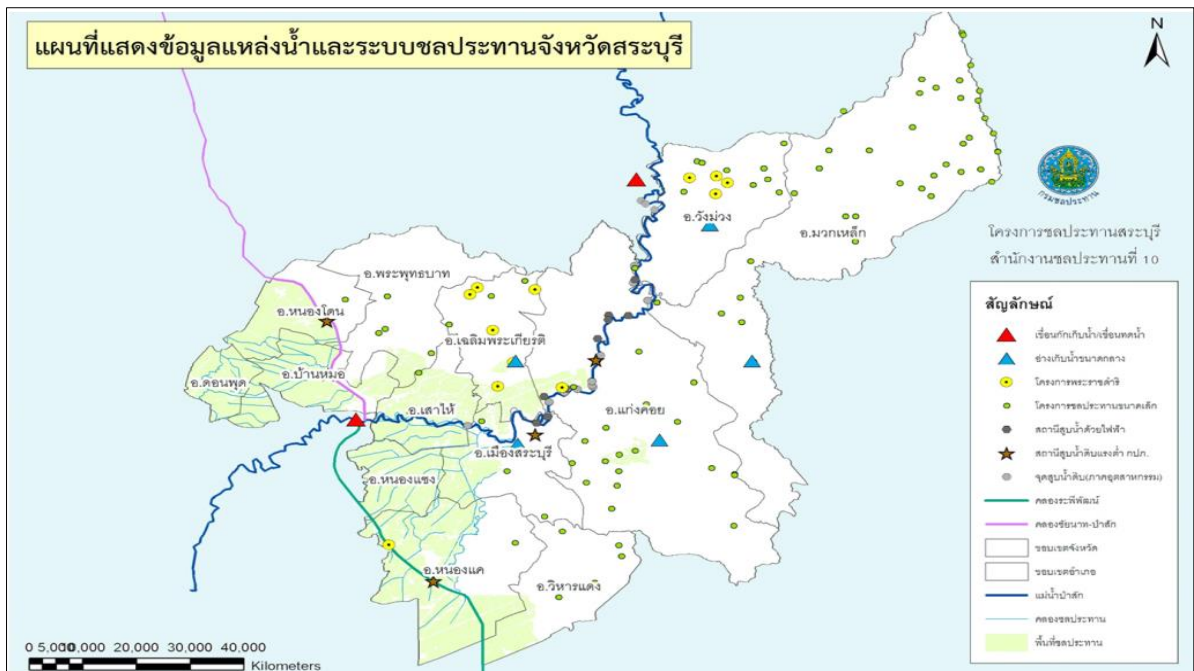 แผนที่แสดงข้อมูลแหล่งน้ำและระบบชลประทานจังหวัดสระบุรี
N
กรมชลประทาน
โครงการชลประทานสระบุรี
สำนักงานชลประทานที่ 10
อ.วังม่วง
อ.มวกเหล็ก
อ.พระพุทธบาท
อ.หนองโดน
อ.เฉลิมพระเกียรติ
อ.บ้านหมอ
อ.ดอนพุด
อ.เสาไห้
อ.แก่งคอย
อ.เมืองสระบุรี
อ.หนองแซง
อ.หนองแค
อ.วิหารแดง
สัญลักษณ์
เขื่อนกักเก็บน้ำ/เขื่อนทดน้ำ
อ่างเก็บน้ำขนาดกลาง
โครงการพระราชดำริ
โครงการชลประทานขนาดเล็ก
สถานีสูบน้ำด้วยไฟฟ้า
สถานีสูบน้ำดิบแรงต่ำ กปภ.
จุดสูบน้ำดิบ(ภาคอุตสาหกรรม)
คลองระพีพัฒน์
คลองชัยนาท-ป่าสัก
ขอบเขตจังหวัด
ขอบเขตอำเภอ
แม่น้ำป่าสัก
คลองชลประทาน
พื้นที่ชลประทาน
0 5,00010,000 20,000 30,000 40,000
Kilometers